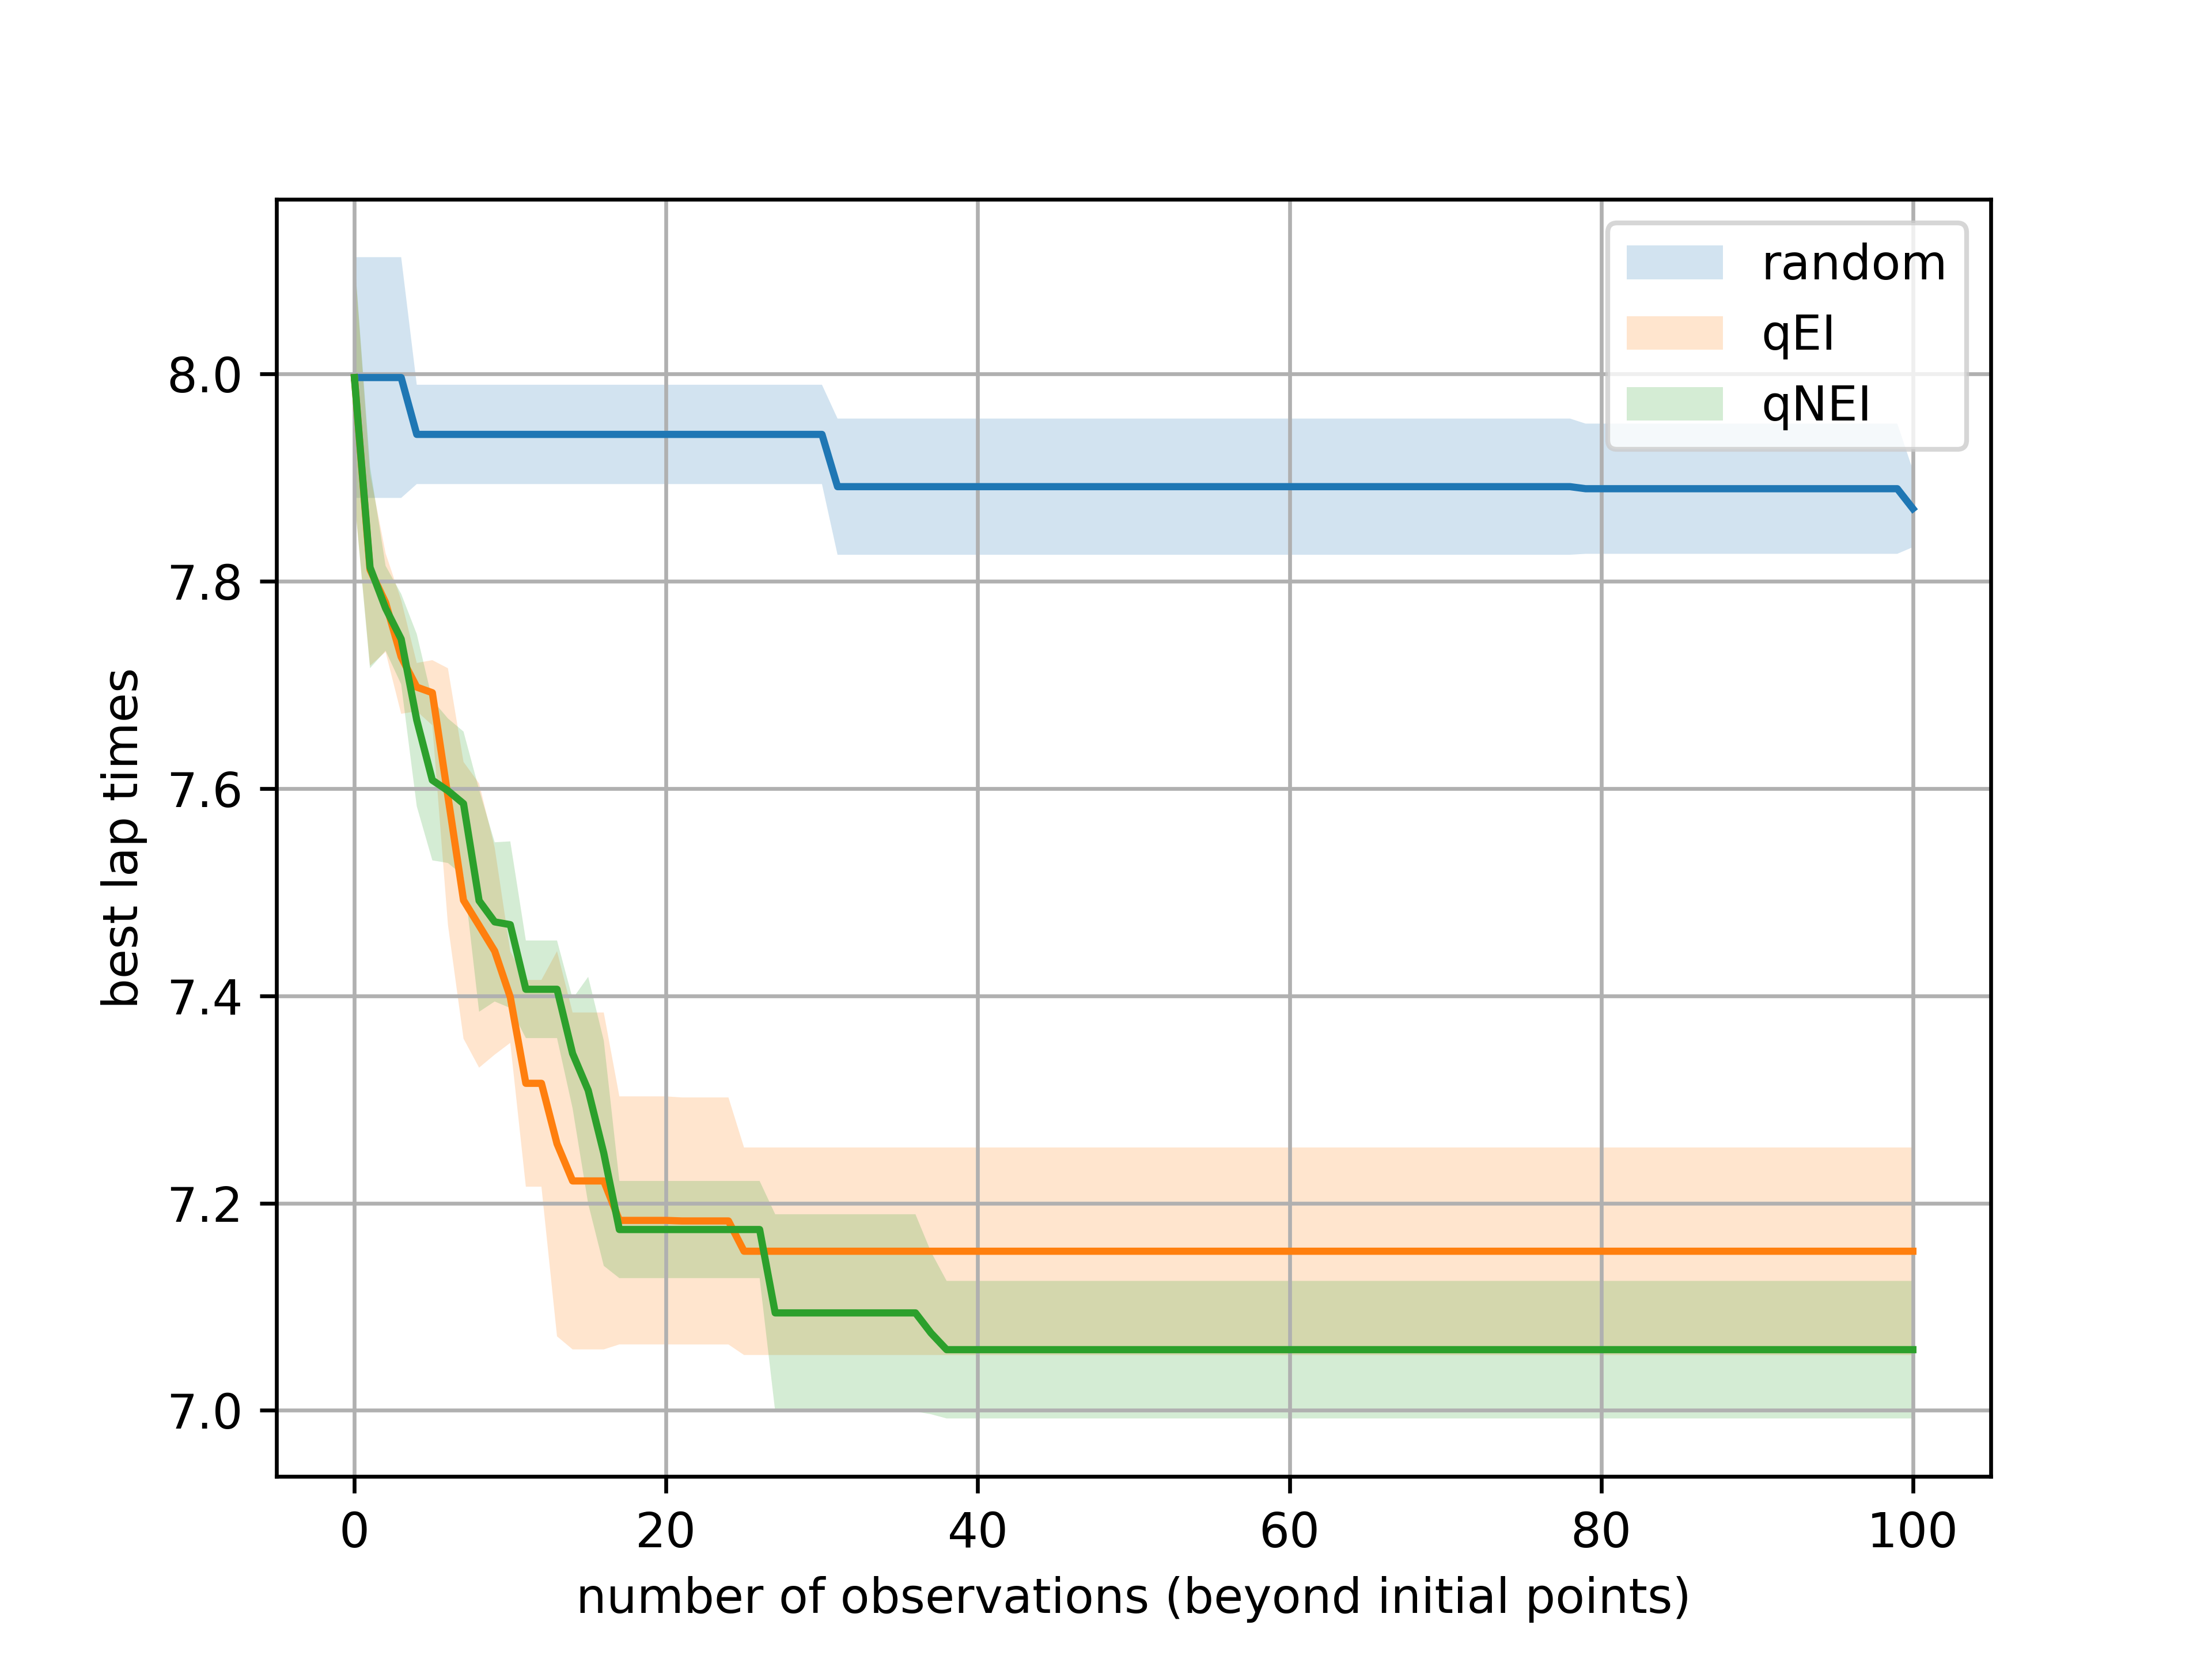 random
qEI
qNEI
8.0
7.8
7.6
7.4
7.2
7.0
best lap times
0 20 40 60 80 100
number of observations (beyond initial points)